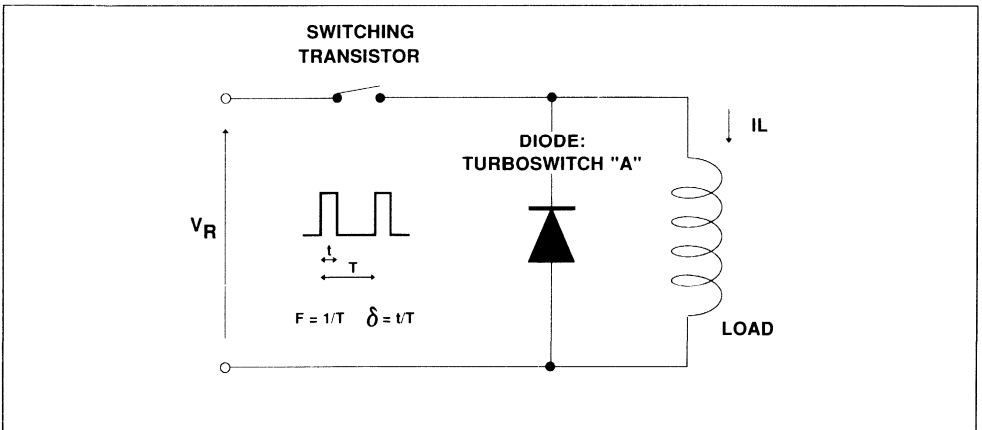 SWITCHING
TRANSISTOR
IL
DIODE:
TURBOSWITCH "A"
VR
t
T
F = 1/T δ = t/T
LOAD